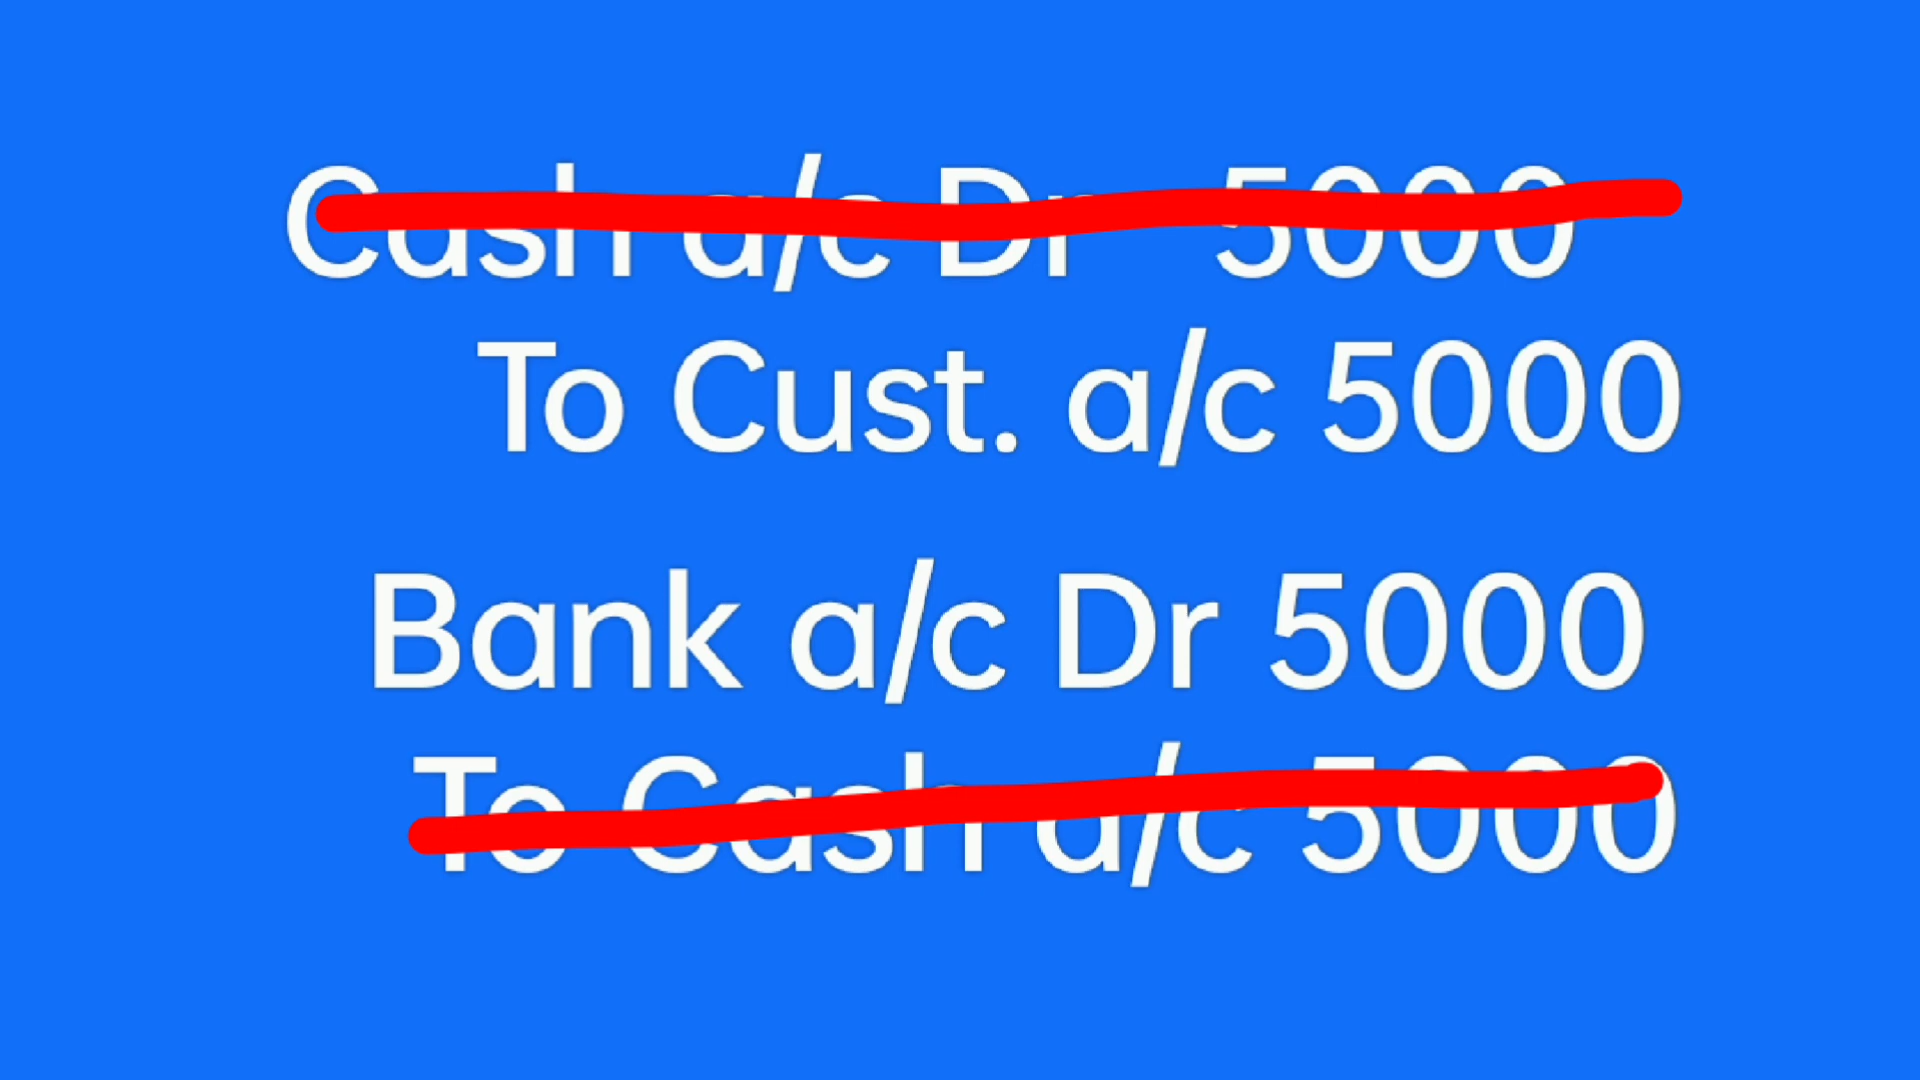 Cash a/c Dr 5000
To Cust. a/c 5000
Bank a/c Dr 5000
To Cash a/c 5000